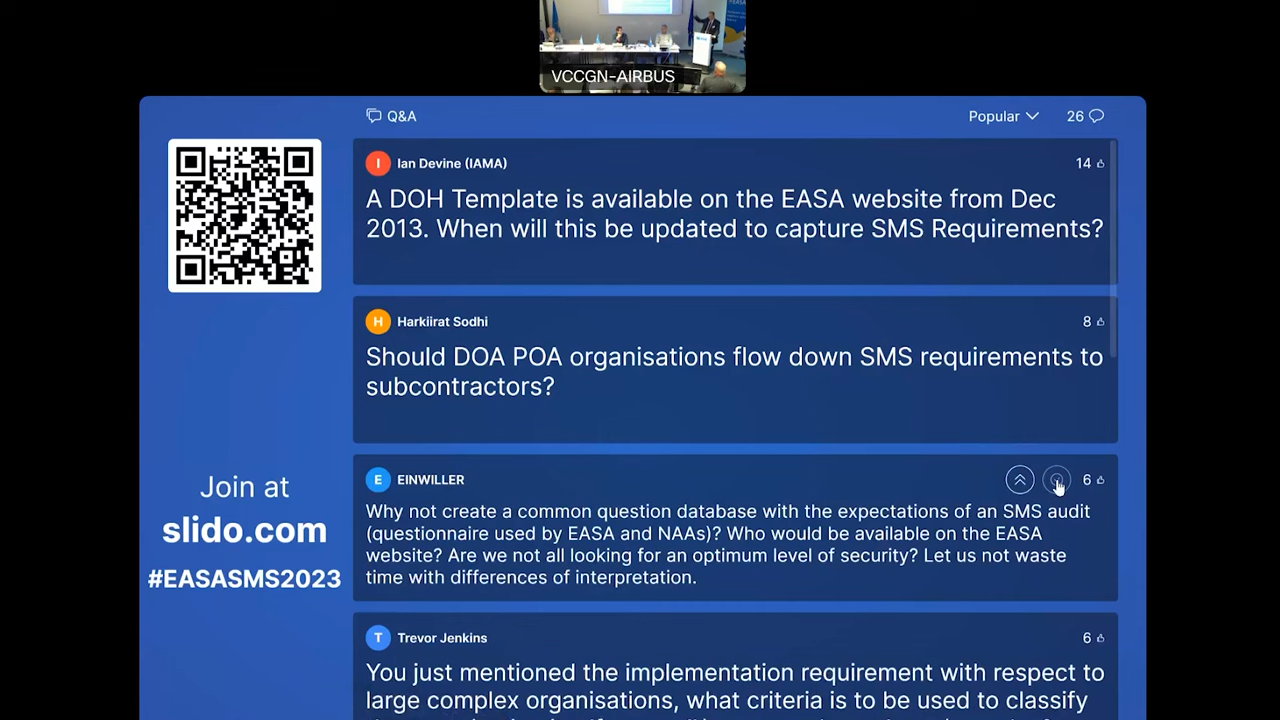 VCCGN-AIRBUS
Q&A
Popular
26
I Ian Devine (IAMA)
14
A DOH Template is available on the EASA website from Dec
2013. When will this be updated to capture SMS Requirements?
H Harkiirat Sodhi
8
Should DOA POA organisations flow down SMS requirements to
subcontractors?
Join at
slido.com
#EASASMS2023
E EINWILLER
6
Why not create a common question database with the expectations of an SMS audit
(questionnaire used by EASA and NAAs)? Who would be available on the EASA
website? Are we not all looking for an optimum level of security? Let us not waste
time with differences of interpretation.
T Trevor Jenkins
6
You just mentioned the implementation requirement with respect to
large complex organisations, what criteria is to be used to classify